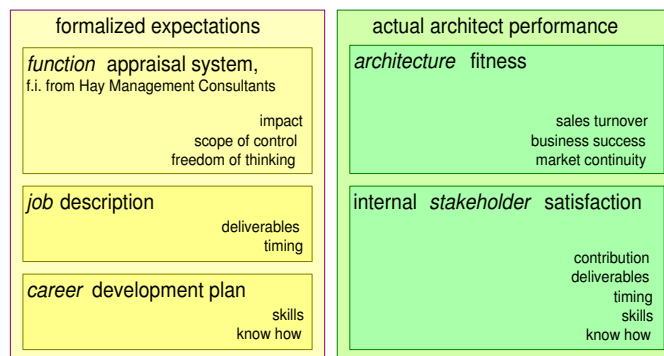 formalized expectations
function appraisal system,
f.i. from Hay Management Consultants
impact
scope of control
freedom of thinking
job description
deliverables
timing
career development plan
skills
know how
actual architect performance
architecture fitness
sales turnover
business success
market continuity
internal stakeholder satisfaction
contribution
deliverables
timing
skills
know how